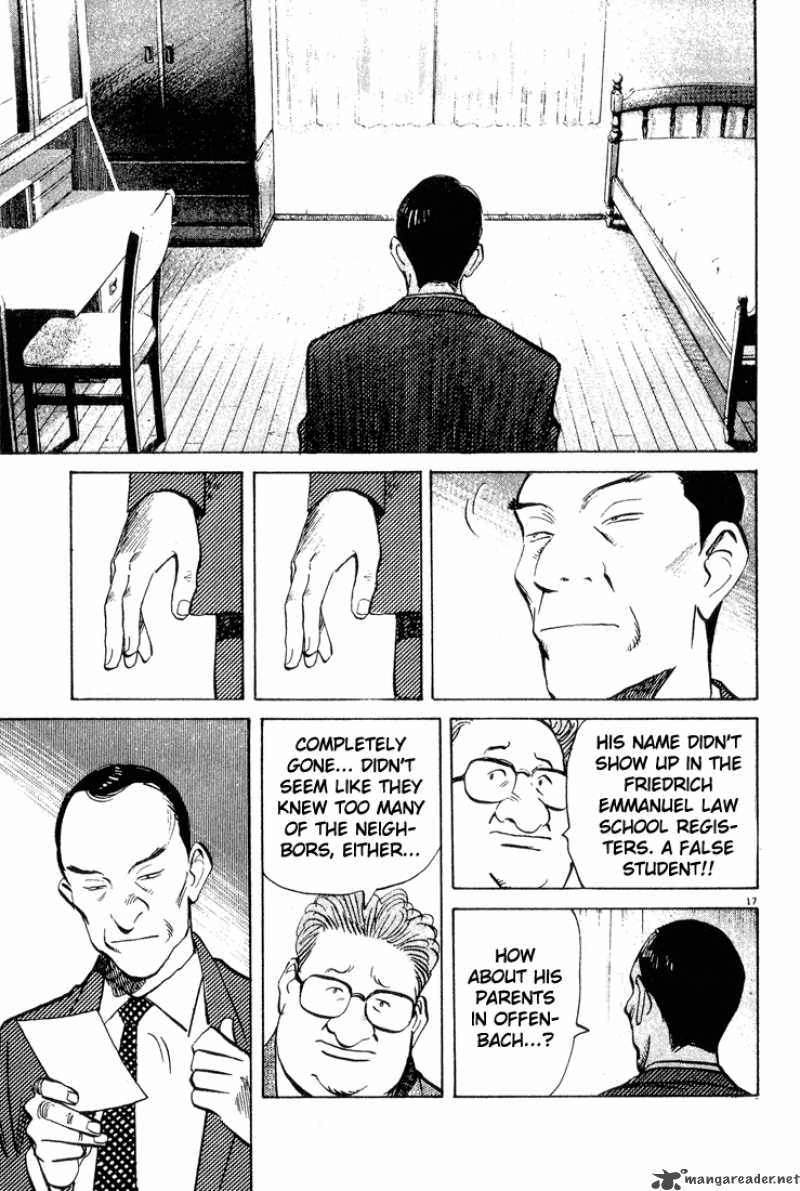 HIS NAME DIDN'T
SHOW UP IN THE
FRIEDRICH
EMMANUEL LAW
SCHOOL REGIS-
TERS. A FALSE
STUDENT!!
17
HOW
ABOUT HIS
PARENTS
IN OFFEN-
BACH...?
COMPLETELY
GONE... DIDN'T
SEEM LIKE THEY
KNEW TOO MANY
OF THE NEIGH-
BORS, EITHER...
mangareader.net